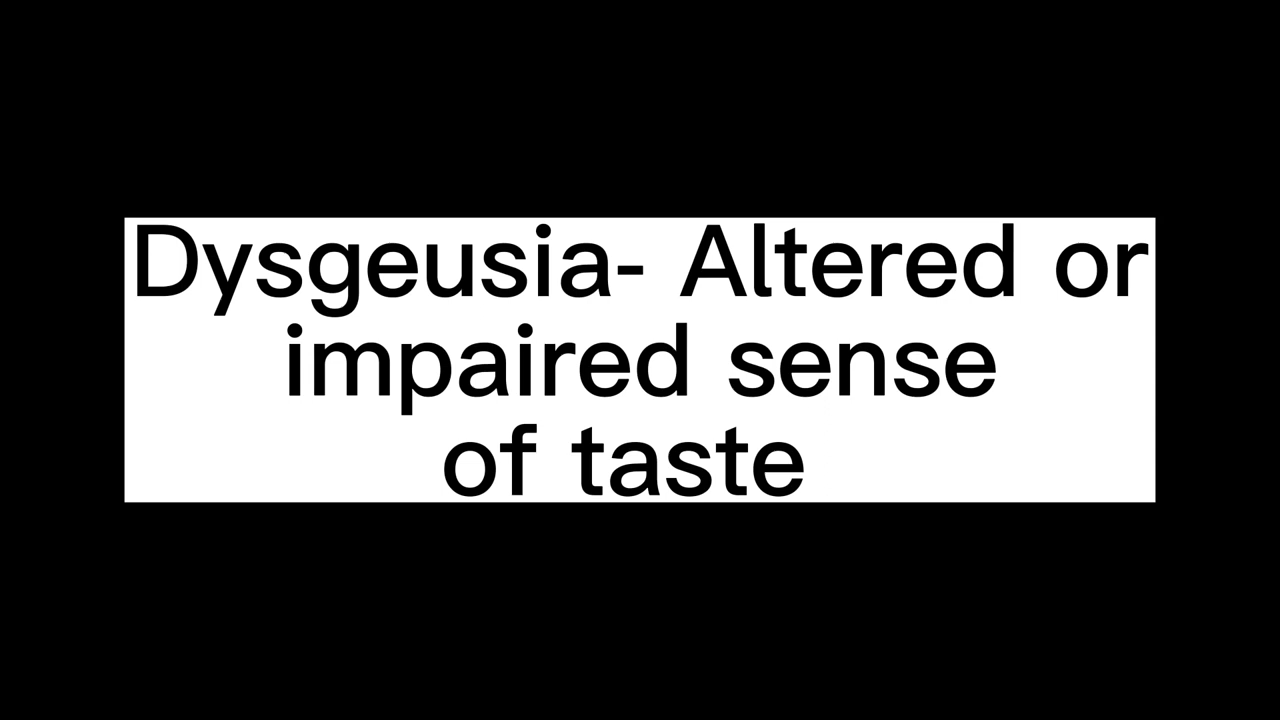 Dysgeusia- Altered or
impaired sense
of taste